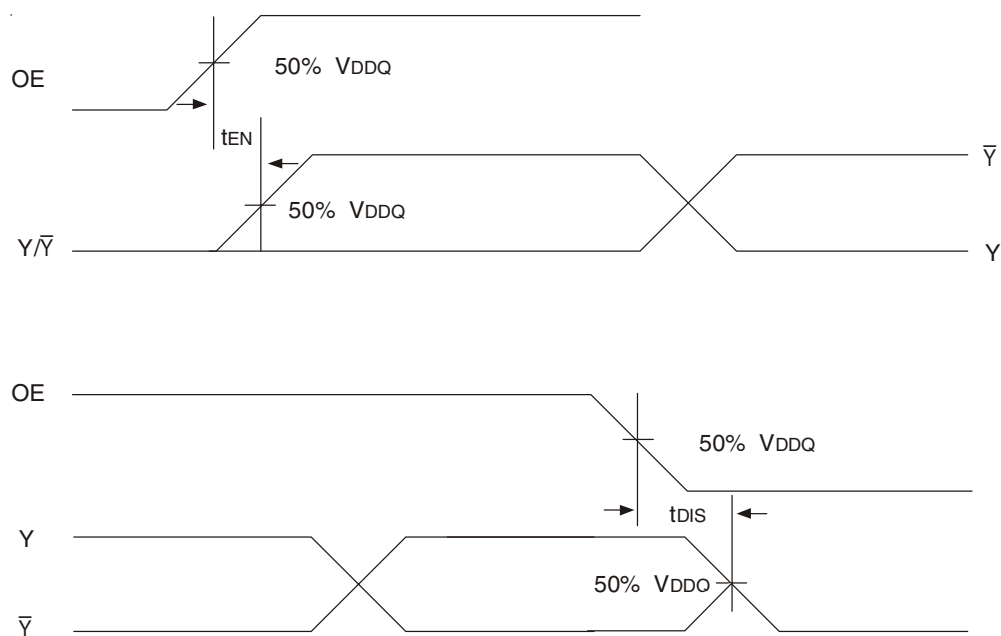 OE
50% VDDQ
tEN
Y̅
50% VDDQ
Y/Y̅
Y
OE
50% VDDQ
tDIS
Y
50% VDDQ
Y̅